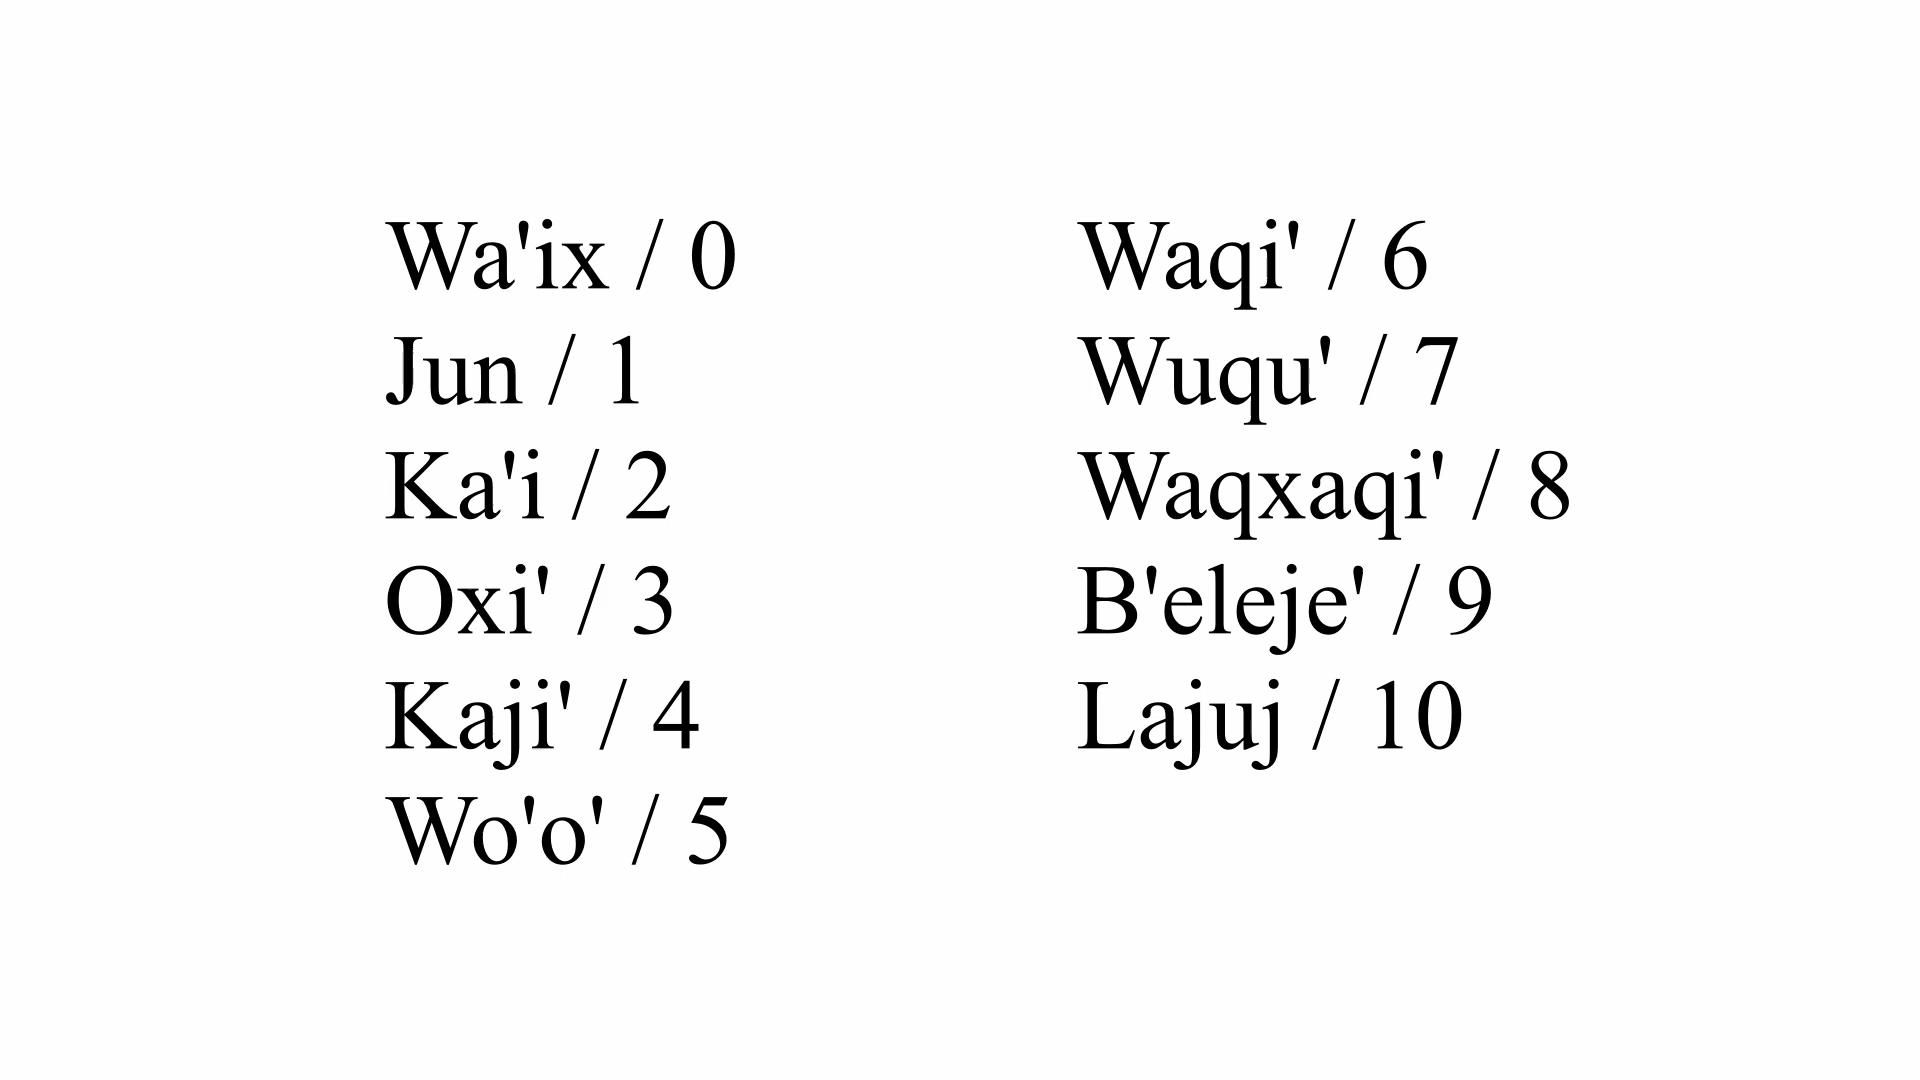 Wa'ix / 0
Jun / 1
Ka'i / 2
Oxi' / 3
Kaji' / 4
Wo'o' / 5
Waqi' / 6
Wuqu' / 7
Waqxaqi' / 8
B'eleje' / 9
Lajuj / 10